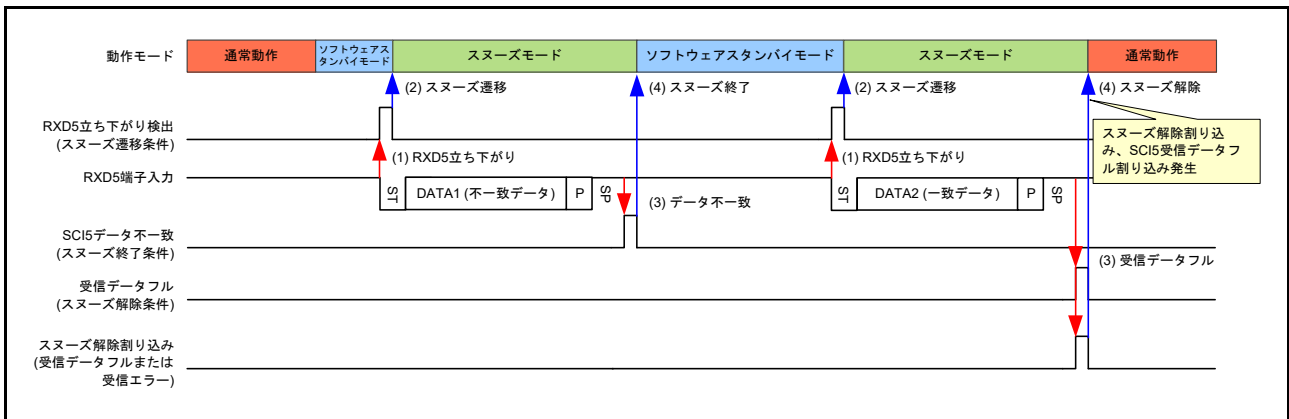 動作モード
通常動作
ソフトウェアス
タンバイモード
スヌーズモード
ソフトウェアスタンバイモード
スヌーズモード
通常動作
(2) スヌーズ遷移
(4) スヌーズ終了
(2) スヌーズ遷移
(4) スヌーズ解除
RXD5立ち下がり検出
(スヌーズ遷移条件)
スヌーズ解除割り込
み、SCI5受信データフ
ル割り込み発生
(1) RXD5立ち下がり
(1) RXD5立ち下がり
RXD5端子入力
ST
DATA1 (不一致データ)
P
SP
(3) データ不一致
ST
DATA2 (一致データ)
P
SP
SCI5データ不一致
(スヌーズ終了条件)
(3) 受信データフル
受信データフル
(スヌーズ解除条件)
スヌーズ解除割り込み
(受信データフルまたは
受信エラー)